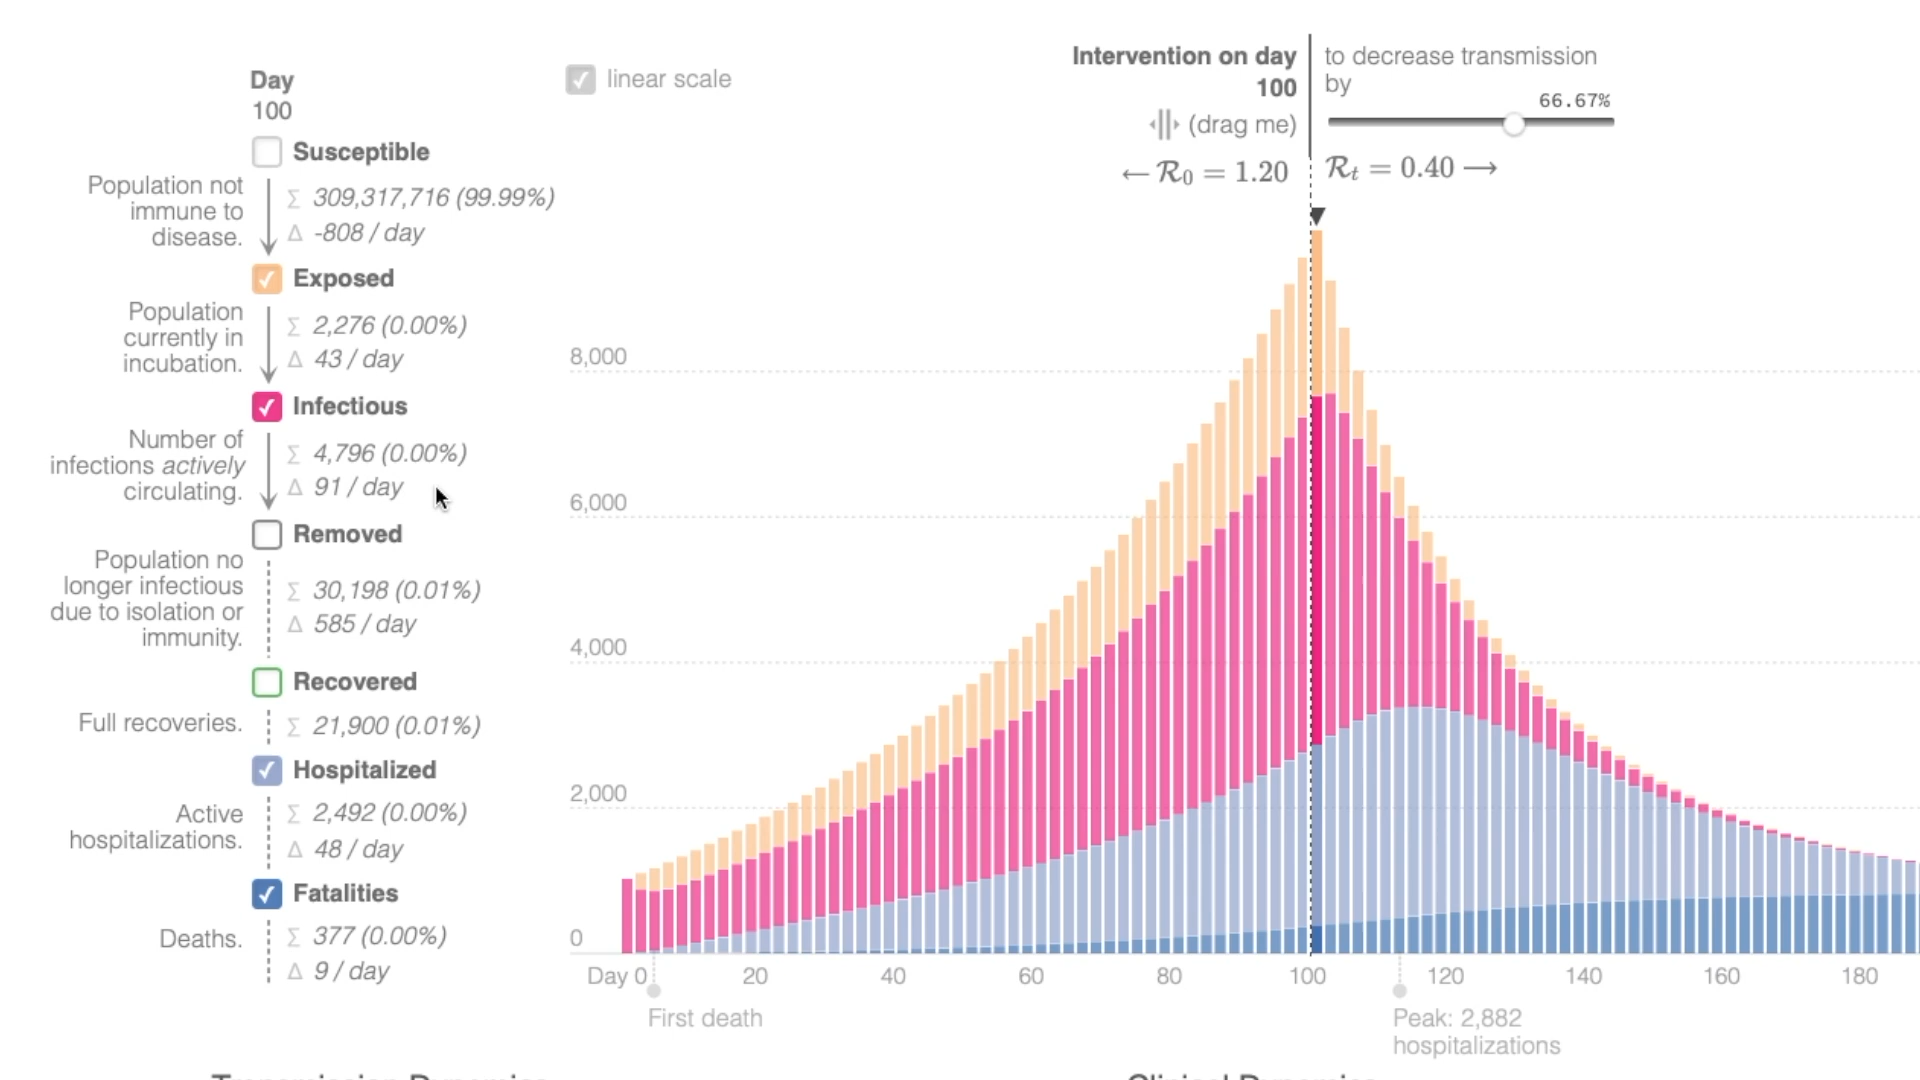 Day
100
linear scale
Intervention on day
100
(drag me)
← R₀ = 1.20
to decrease transmission
by
66.67%
Rₜ = 0.40 →
Susceptible
Population not
immune to
disease.
Σ 309,317,716 (99.99%)
Δ -808 / day
Exposed
Population
currently in
incubation.
Σ 2,276 (0.00%)
Δ 43 / day
Infectious
Number of
infections actively
circulating.
Σ 4,796 (0.00%)
Δ 91 / day
Removed
Population no
longer infectious
due to isolation or
immunity.
Σ 30,198 (0.01%)
Δ 585 / day
Recovered
Full recoveries.
Σ 21,900 (0.01%)
Hospitalized
Active
hospitalizations.
Σ 2,492 (0.00%)
Δ 48 / day
Fatalities
Deaths.
Σ 377 (0.00%)
Δ 9 / day
8,000
6,000
4,000
2,000
0
Day 0 20 40 60 80 100 120 140 160 180
First death
Peak: 2,882
hospitalizations
Transmission Dynamics
Clinical Dynamics